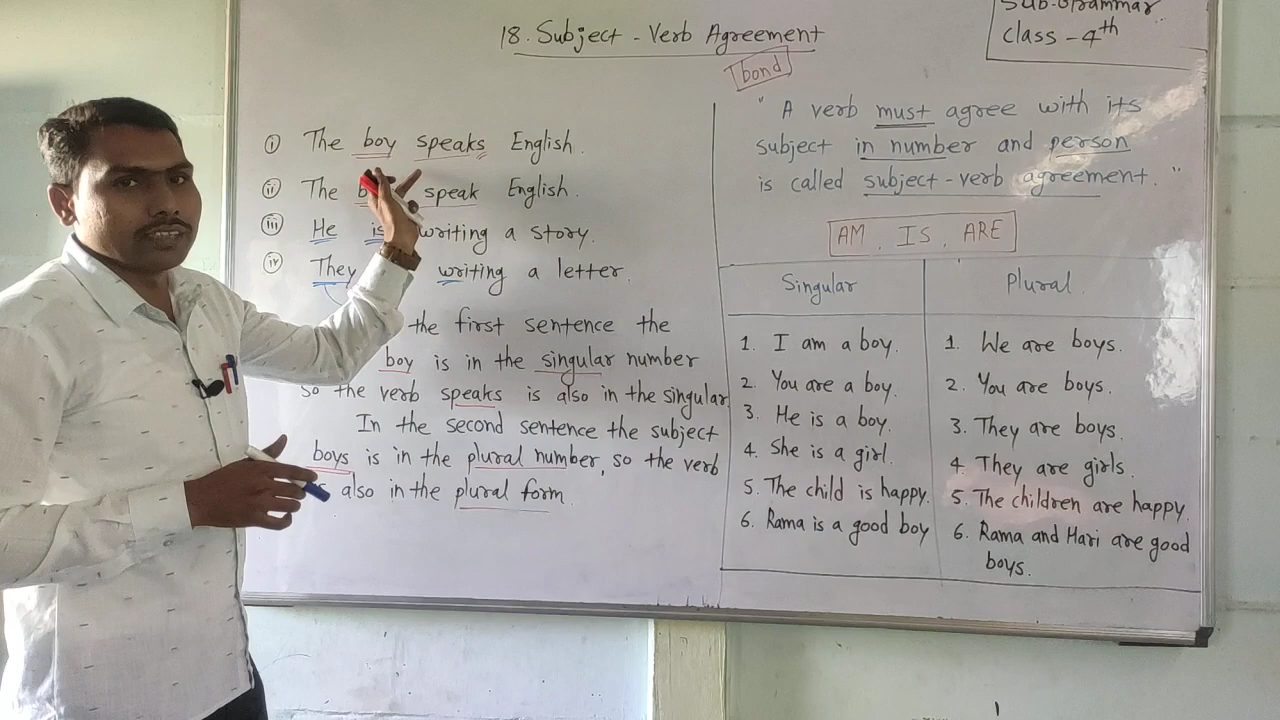 18. Subject - Verb Agreement
bond
Sub-Grammar
Class - 4th
(i) The boy speaks English.
(ii) The speak English.
(iii) He is writing a story.
(iv) They writing a letter.
the first sentence the
boy is in the singular number
so the verb speaks is also in the singular
In the second sentence the subject
boys is in the plural number, so the verb
also in the plural form.
" A verb must agree with its
subject in number and person
is called subject-verb agreement. "
AM, IS, ARE
Singular
1. I am a boy.
2. You are a boy.
3. He is a boy.
4. She is a girl.
5. The child is happy.
6. Rama is a good boy
Plural
1. We are boys.
2. You are boys.
3. They are boys.
4. They are girls.
5. The children are happy.
6. Rama and Hari are good
boys.